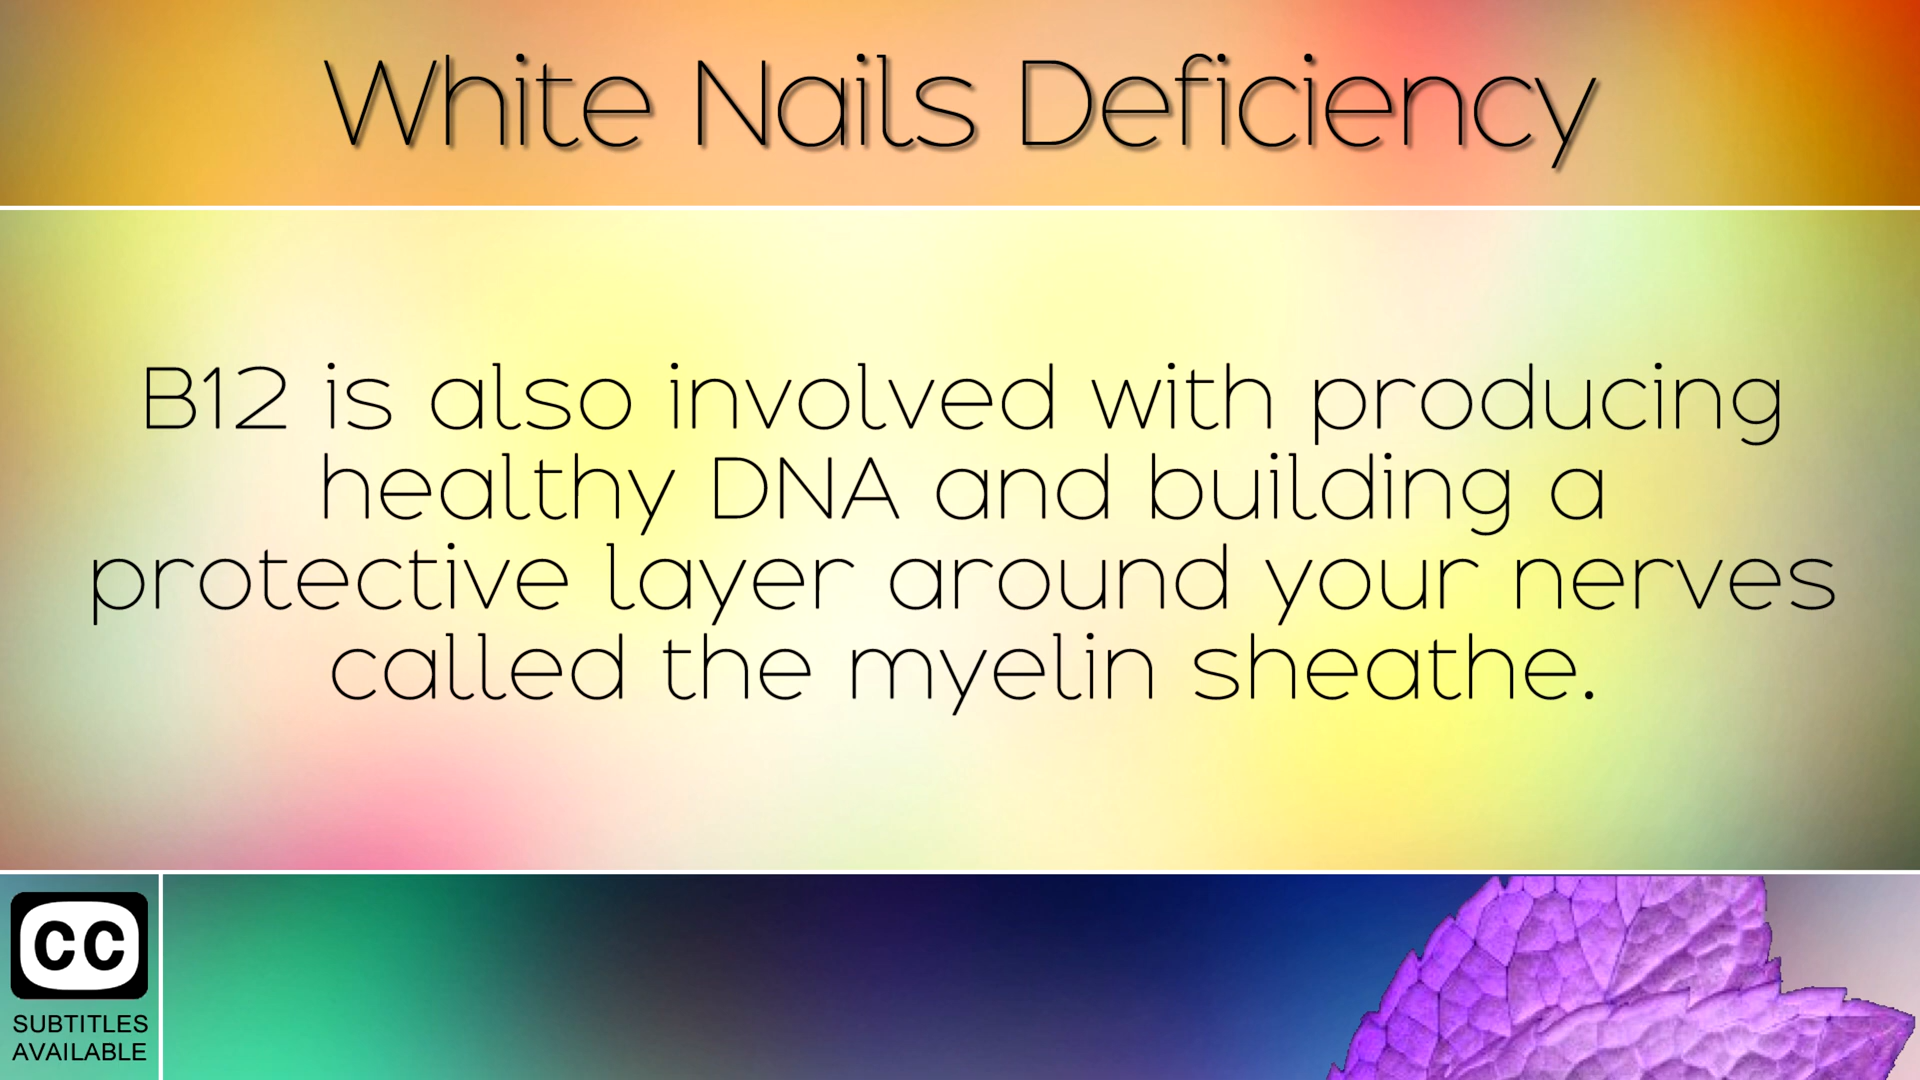 White Nails Deficiency
B12 is also involved with producing
healthy DNA and building a
protective layer around your nerves
called the myelin sheathe.
CC
SUBTITLES
AVAILABLE